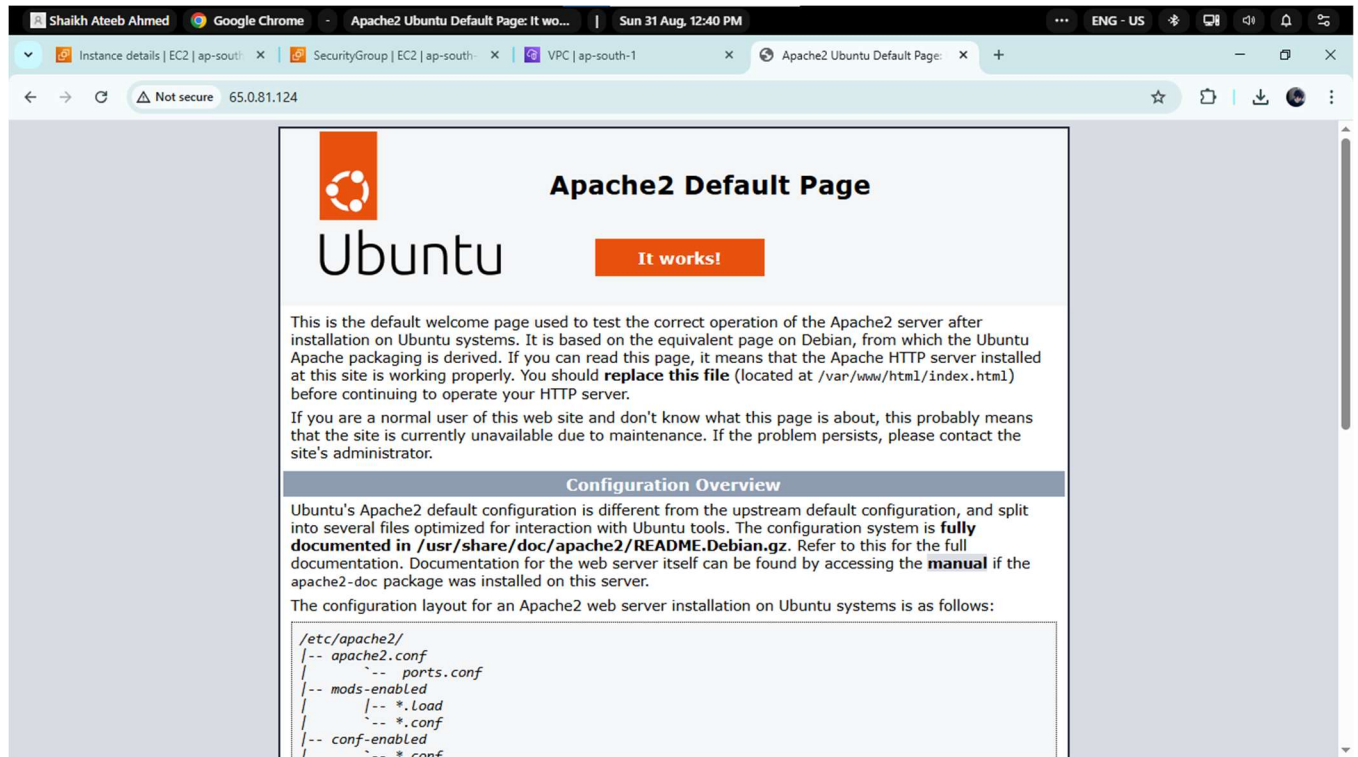 Shaikh Ateeb Ahmed Google Chrome - Apache2 Ubuntu Default Page: It wo... | Sun 31 Aug, 12:40 PM ... ENG - US
Instance details | EC2 | ap-south SecurityGroup | EC2 | ap-south- VPC | ap-south-1 Apache2 Ubuntu Default Page:
Not secure 65.0.81.124
Apache2 Default Page
Ubuntu
It works!
This is the default welcome page used to test the correct operation of the Apache2 server after
installation on Ubuntu systems. It is based on the equivalent page on Debian, from which the Ubuntu
Apache packaging is derived. If you can read this page, it means that the Apache HTTP server installed
at this site is working properly. You should replace this file (located at /var/www/html/index.html)
before continuing to operate your HTTP server.
If you are a normal user of this web site and don't know what this page is about, this probably means
that the site is currently unavailable due to maintenance. If the problem persists, please contact the
site's administrator.
Configuration Overview
Ubuntu's Apache2 default configuration is different from the upstream default configuration, and split
into several files optimized for interaction with Ubuntu tools. The configuration system is fully
documented in /usr/share/doc/apache2/README.Debian.gz. Refer to this for the full
documentation. Documentation for the web server itself can be found by accessing the manual if the
apache2-doc package was installed on this server.
The configuration layout for an Apache2 web server installation on Ubuntu systems is as follows:
/etc/apache2/
|-- apache2.conf
|       `--  ports.conf
|-- mods-enabled
|       |-- *.load
|       `-- *.conf
|-- conf-enabled
|       `-- *.conf